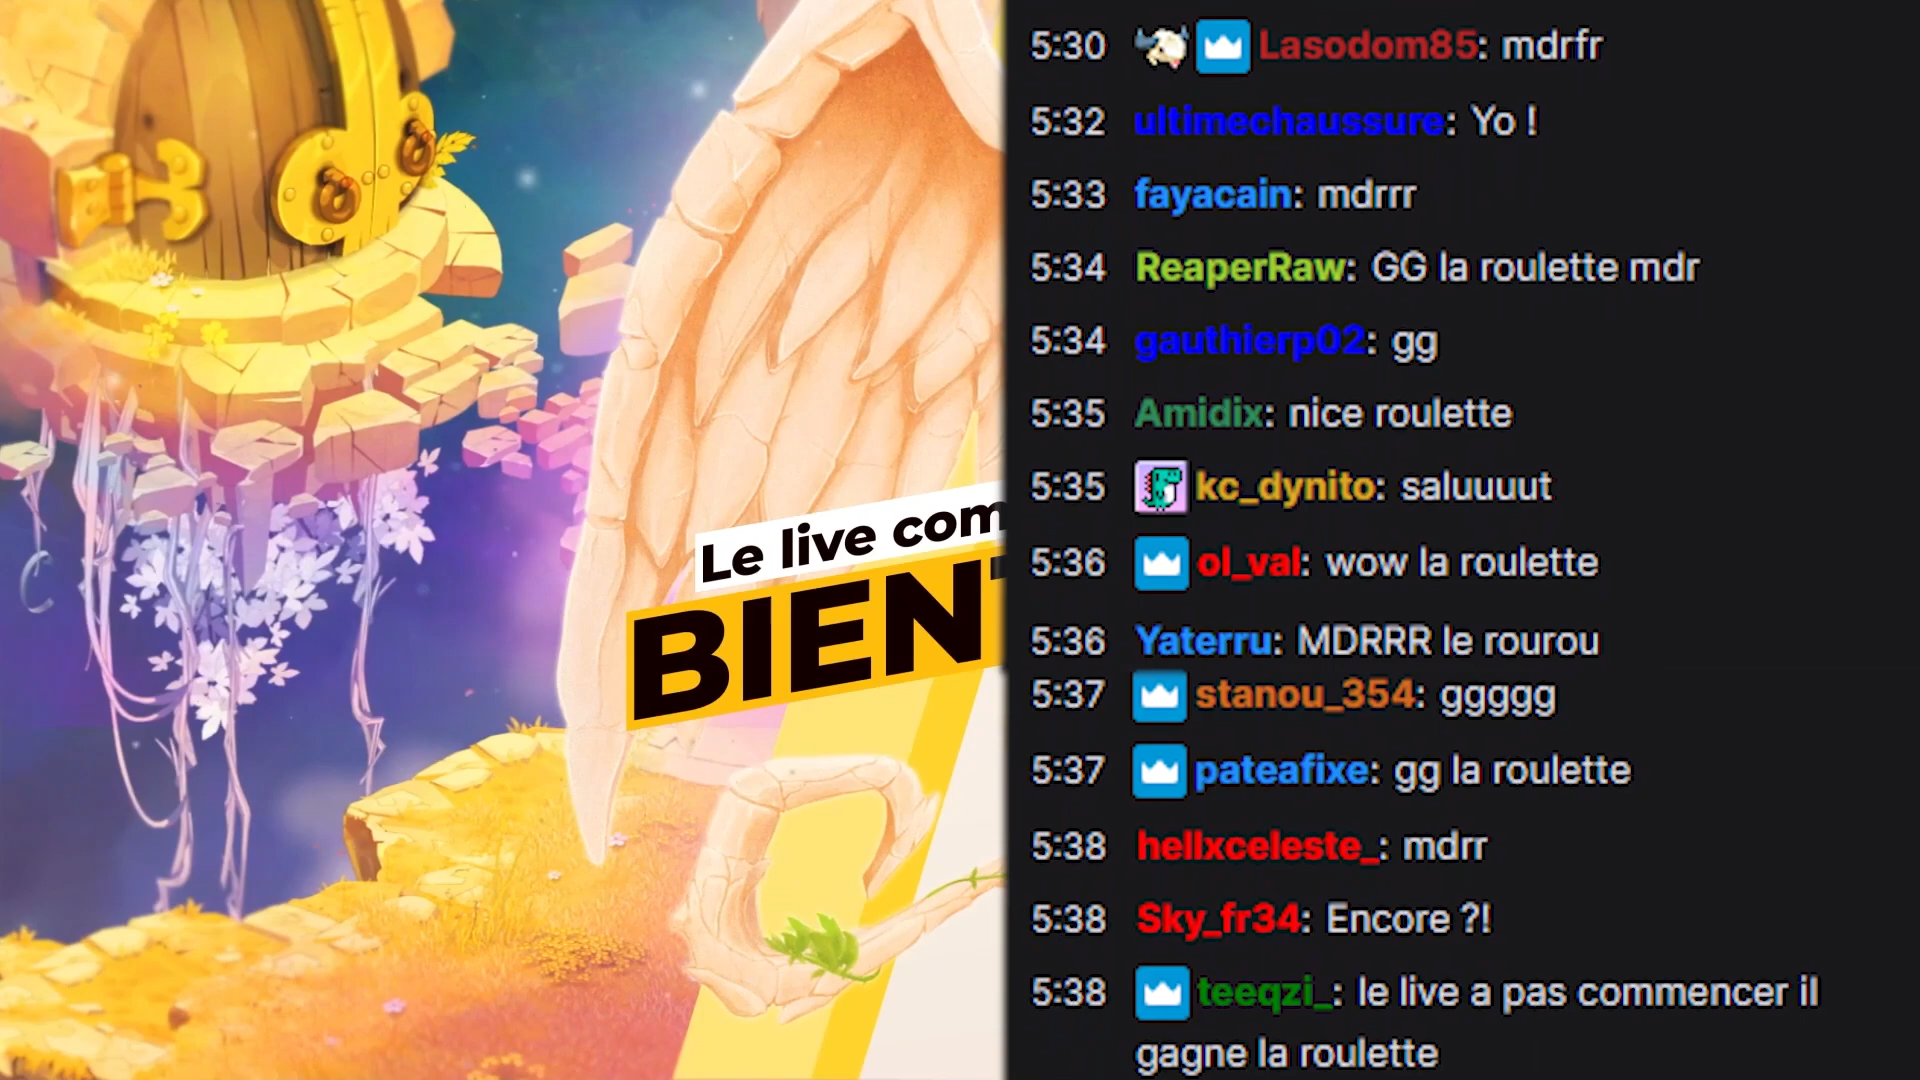 Le live com
BIEN
5:30 Lasodom85: mdrfr
5:32 ultimechaussure: Yo !
5:33 fayacain: mdrrr
5:34 ReaperRaw: GG la roulette mdr
5:34 gauthierp02: gg
5:35 Amidix: nice roulette
5:35 kc_dynito: saluuuut
5:36 ol_val: wow la roulette
5:36 Yaterru: MDRRR le rourou
5:37 stanou_354: ggggg
5:37 pateafixe: gg la roulette
5:38 hellxceleste_: mdrr
5:38 Sky_fr34: Encore ?!
5:38 teeqzi_: le live a pas commencer il
gagne la roulette